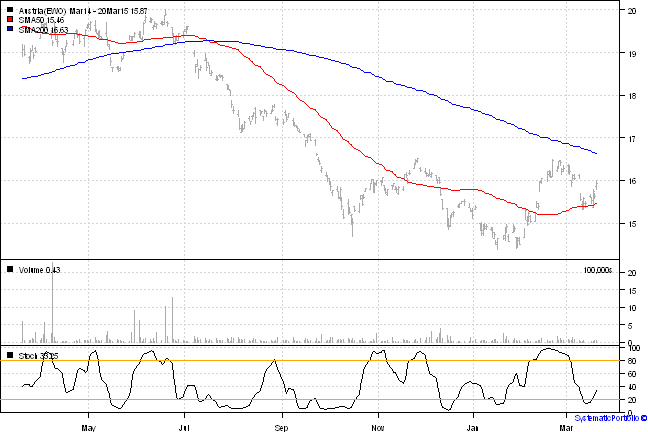 Austria(EWO) Mar14 - 20Mar15 15.87
SMA50 15.46
SMA200 16.63
20
19
18
17
16
15
Volume 0.43
100,000s
20
15
10
5
0
Stoch
100
80
60
40
20
0
May
Jul
Sep
Nov
Jan
Mar
SystematicPortfolio ©